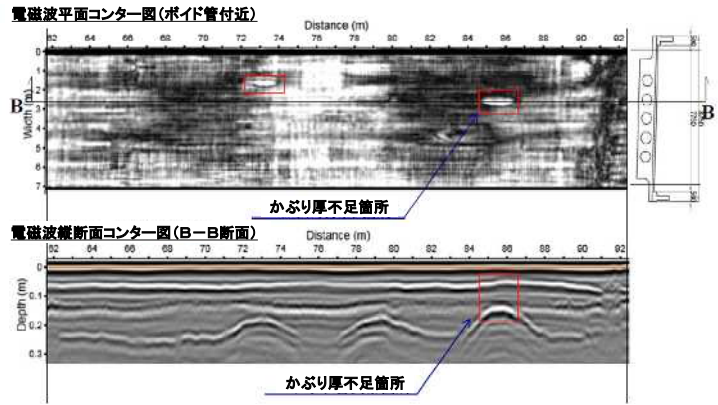 電磁波平面コンター図(ボイド管付近)
Distance (m)
62 64 66 68 70 72 74 76 78 80 82 84 86 88 90 92
Width (m)
0
1
2
3
4
5
6
7
B
B
かぶり厚不足箇所
電磁波縦断面コンター図(B-B断面)
Distance (m)
62 64 66 68 70 72 74 76 78 80 82 84 86 88 90 92
Depth (m)
0
0.1
0.2
0.3
かぶり厚不足箇所